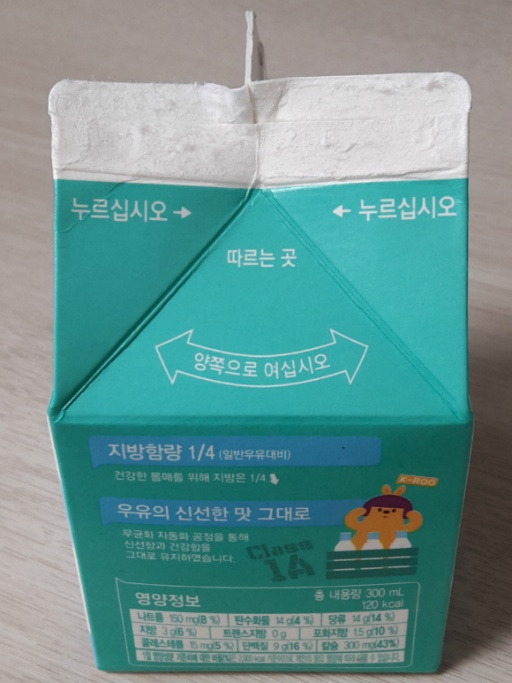 누르십시오 → ← 누르십시오
따르는 곳
양쪽으로 여십시오
지방함량 1/4 (일반우유대비)
건강한 몸매를 위해 지방은 1/4
K-ROO
우유의 신선한 맛 그대로
무균화 자동화 공정을 통해
신선함과 건강함을
그대로 유지하였습니다.
Class
1A
영양정보 총 내용량 300 mL
120 kcal
나트륨 150 mg(8 %) 탄수화물 14 g(4 %) 당류 14 g(14 %)
지방 3 g(6 %) 트랜스지방 0 g 포화지방 1.5 g(10 %)
콜레스테롤 15 mg(5 %) 단백질 9 g(16 %) 칼슘 300 mg(43%)